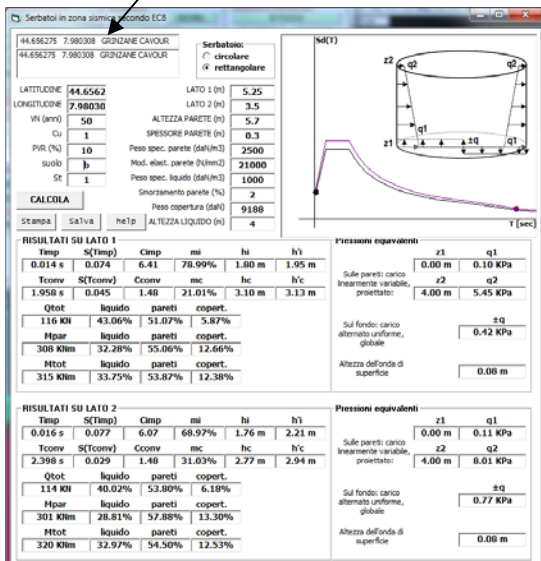 Serbatoi in zona sismica secondo EC8
44.656275 7.980308 GRINZANE CAVOUR
44.656275 7.980308 GRINZANE CAVOUR
Serbatoio:
circolare
rettangolare
LATITUDINE 44.6562
LONGITUDINE 7.98030
VN (anni) 50
Cu 1
PVR (%) 10
suolo b
St 1
CALCOLA
Stampa Salva help
LATO 1 (m) 5.25
LATO 2 (m) 3.5
ALTEZZA PARETE (m) 5.7
SPESSORE PARETE (m) 0.3
Peso spec. parete (daN/m3) 2500
Mod. elast. parete (N/mm2) 21000
Peso spec. liquido (daN/m3) 1000
Smorzamento parete (%) 2
Peso copertura (daN) 9188
ALTEZZA LIQUIDO (m) 4
Sd(T)
z2 q2 q2
q1 ±q q1
z1
T [sec]
RISULTATI SU LATO 1
Timp S(Timp) Cimp mi hi h'i
0.014 s 0.074 6.41 78.99% 1.80 m 1.95 m
Tconv S(Tconv) Cconv mc hc h'c
1.958 s 0.045 1.48 21.01% 3.10 m 3.13 m
Qtot liquido pareti copert.
116 KN 43.06% 51.07% 5.87%
Mpar liquido pareti copert.
308 KNm 32.28% 55.06% 12.66%
Mtot liquido pareti copert.
315 KNm 33.75% 53.87% 12.38%
Pressioni equivalenti
z1 q1
0.00 m 0.10 KPa
Sulle pareti: carico
linearmente variabile,
proiettato:
z2 q2
4.00 m 5.45 KPa
Sul fondo: carico
alternato uniforme,
globale
±q
0.42 KPa
Altezza dell'onda di
superficie
0.08 m
RISULTATI SU LATO 2
Timp S(Timp) Cimp mi hi h'i
0.016 s 0.077 6.07 68.97% 1.76 m 2.21 m
Tconv S(Tconv) Cconv mc hc h'c
2.398 s 0.029 1.48 31.03% 2.77 m 2.94 m
Qtot liquido pareti copert.
114 KN 40.02% 53.80% 6.18%
Mpar liquido pareti copert.
301 KNm 28.81% 57.88% 13.30%
Mtot liquido pareti copert.
320 KNm 32.97% 54.50% 12.53%
Pressioni equivalenti
z1 q1
0.00 m 0.11 KPa
Sulle pareti: carico
linearmente variabile,
proiettato:
z2 q2
4.00 m 8.01 KPa
Sul fondo: carico
alternato uniforme,
globale
±q
0.77 KPa
Altezza dell'onda di
superficie
0.08 m